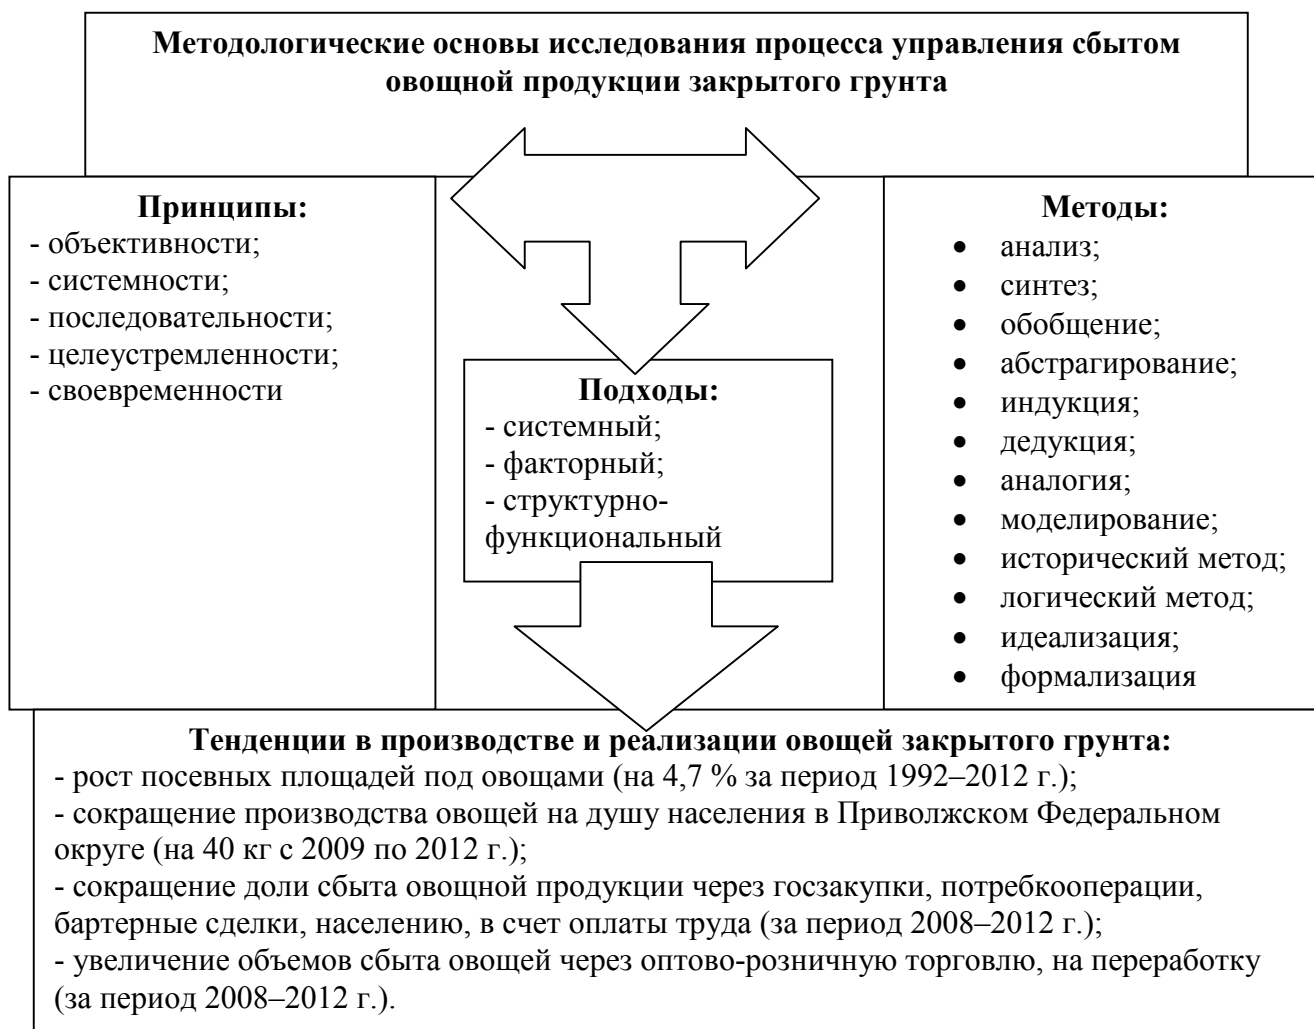 Методологические основы исследования процесса управления сбытом
овощной продукции закрытого грунта
Принципы:
- объективности;
- системности;
- последовательности;
- целеустремленности;
- своевременности
Подходы:
- системный;
- факторный;
- структурно-
функциональный
Методы:
• анализ;
• синтез;
• обобщение;
• абстрагирование;
• индукция;
• дедукция;
• аналогия;
• моделирование;
• исторический метод;
• логический метод;
• идеализация;
• формализация
Тенденции в производстве и реализации овощей закрытого грунта:
- рост посевных площадей под овощами (на 4,7 % за период 1992–2012 г.);
- сокращение производства овощей на душу населения в Приволжском Федеральном
округе (на 40 кг с 2009 по 2012 г.);
- сокращение доли сбыта овощной продукции через госзакупки, потребкооперации,
бартерные сделки, населению, в счет оплаты труда (за период 2008–2012 г.);
- увеличение объемов сбыта овощей через оптово-розничную торговлю, на переработку
(за период 2008–2012 г.).